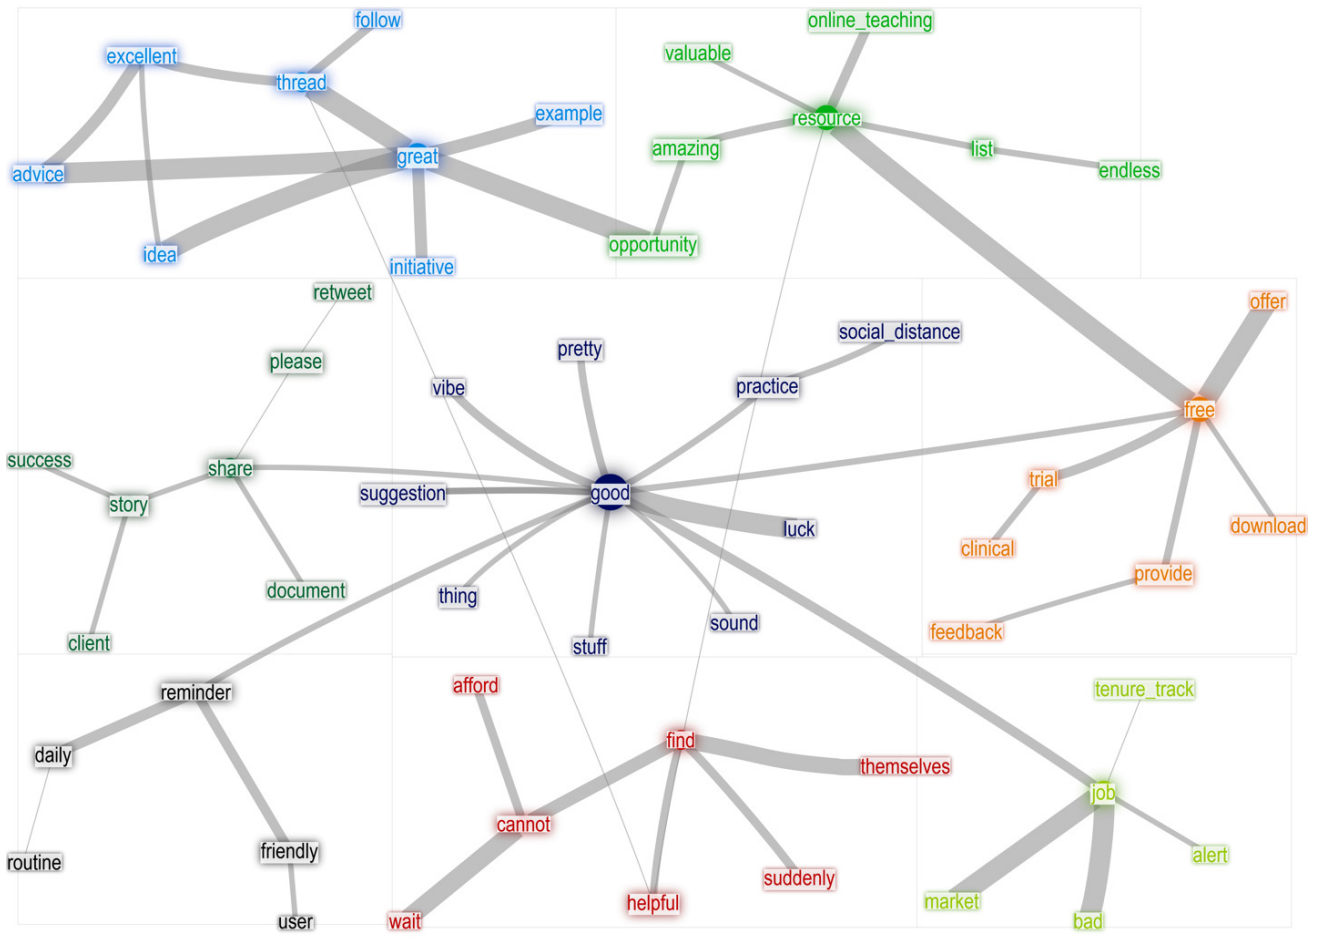 follow
excellent
thread
example
great
advice
idea
initiative
online_teaching
valuable
resource
amazing
list
endless
opportunity
retweet
please
success
share
story
document
client
pretty
social_distance
vibe
practice
suggestion
good
luck
thing
sound
stuff
offer
free
trial
download
clinical
provide
feedback
reminder
daily
friendly
routine
user
afford
find
themselves
cannot
suddenly
helpful
wait
tenure_track
job
alert
market
bad